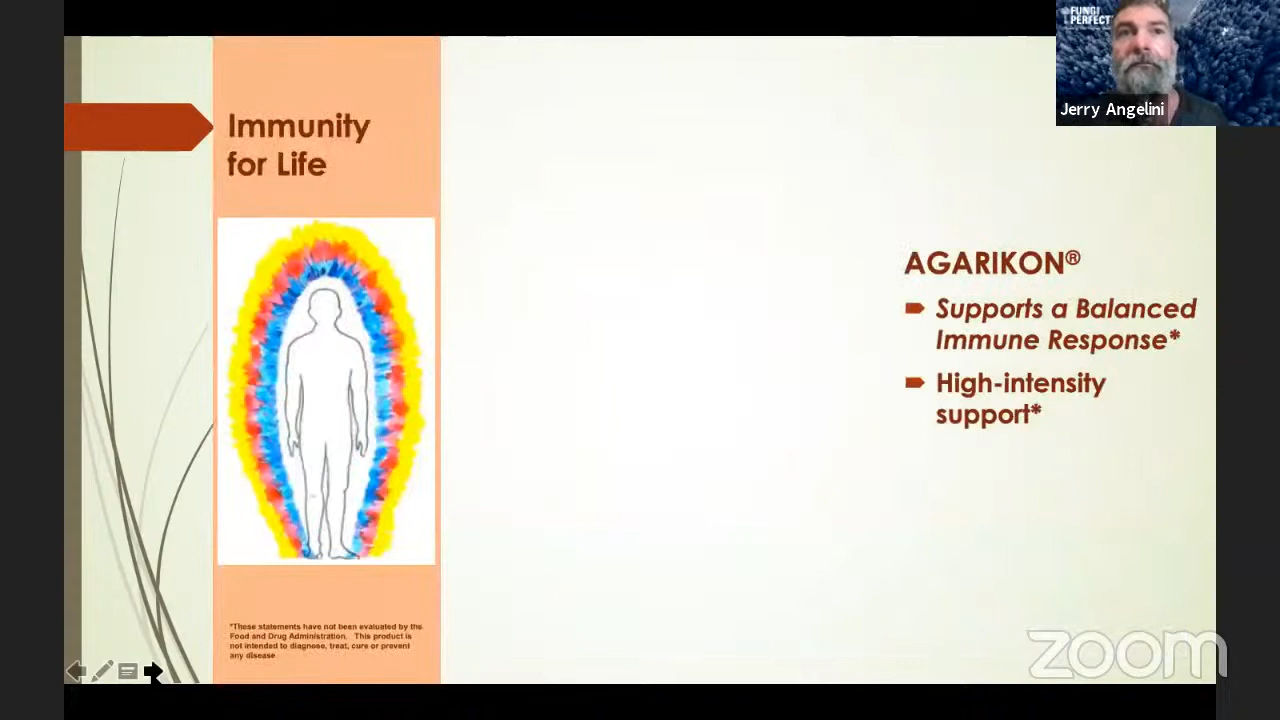 FUNGI
PERFECTI
Jerry Angelini
Immunity
for Life
AGARIKON®
Supports a Balanced
Immune Response*
High-intensity
support*
*These statements have not been evaluated by the
Food and Drug Administration. This product is
not intended to diagnose, treat, cure or prevent
any disease
zoom